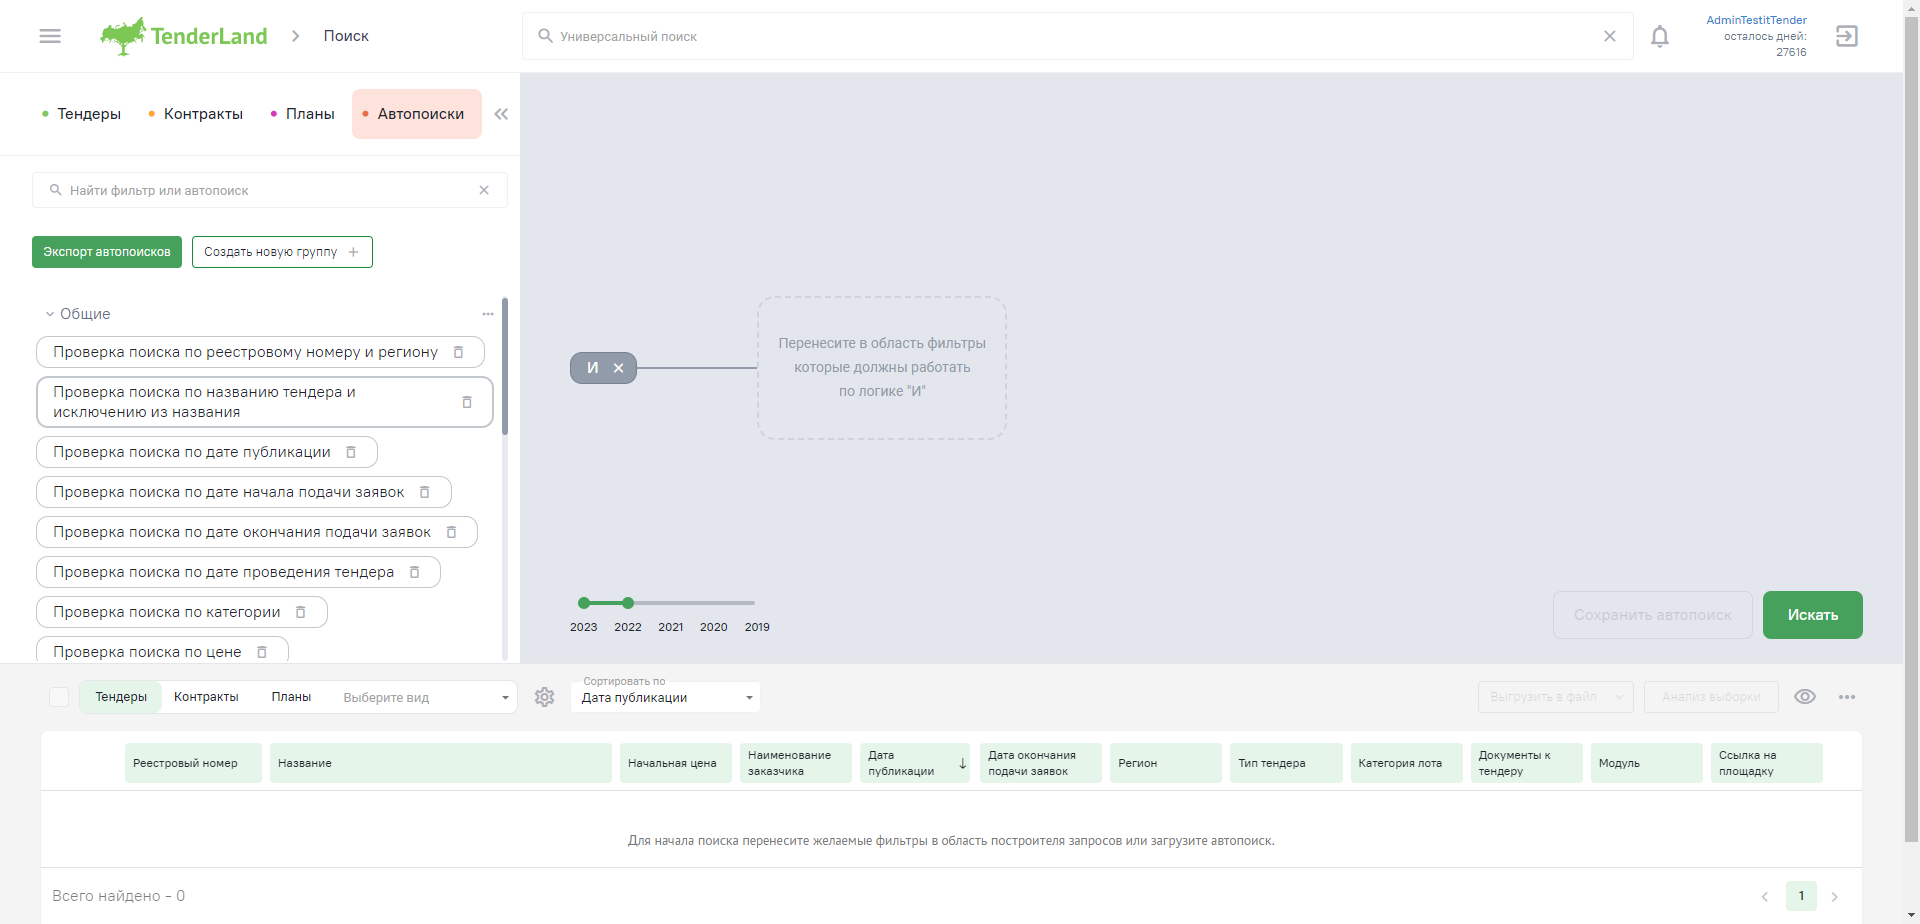 TenderLand
Поиск
Универсальный поиск
AdminTestitTender
осталось дней:
27616
Тендеры
Контракты
Планы
Автопоиски
Найти фильтр или автопоиск
Экспорт автопоисков
Создать новую группу
Общие
Проверка поиска по реестровому номеру и региону
Проверка поиска по названию тендера и
исключению из названия
Проверка поиска по дате публикации
Проверка поиска по дате начала подачи заявок
Проверка поиска по дате окончания подачи заявок
Проверка поиска по дате проведения тендера
Проверка поиска по категории
Проверка поиска по цене
И
Перенесите в область фильтры
которые должны работать
по логике "И"
2023 2022 2021 2020 2019
Сохранить автопоиск
Искать
Тендеры
Контракты
Планы
Выберите вид
Сортировать по
Дата публикации
Выгрузить в файл
Анализ выборки
Реестровый номер
Название
Начальная цена
Наименование
заказчика
Дата
публикации
Дата окончания
подачи заявок
Регион
Тип тендера
Категория лота
Документы к
тендеру
Модуль
Ссылка на
площадку
Для начала поиска перенесите желаемые фильтры в область построителя запросов или загрузите автопоиск.
Всего найдено - 0
1